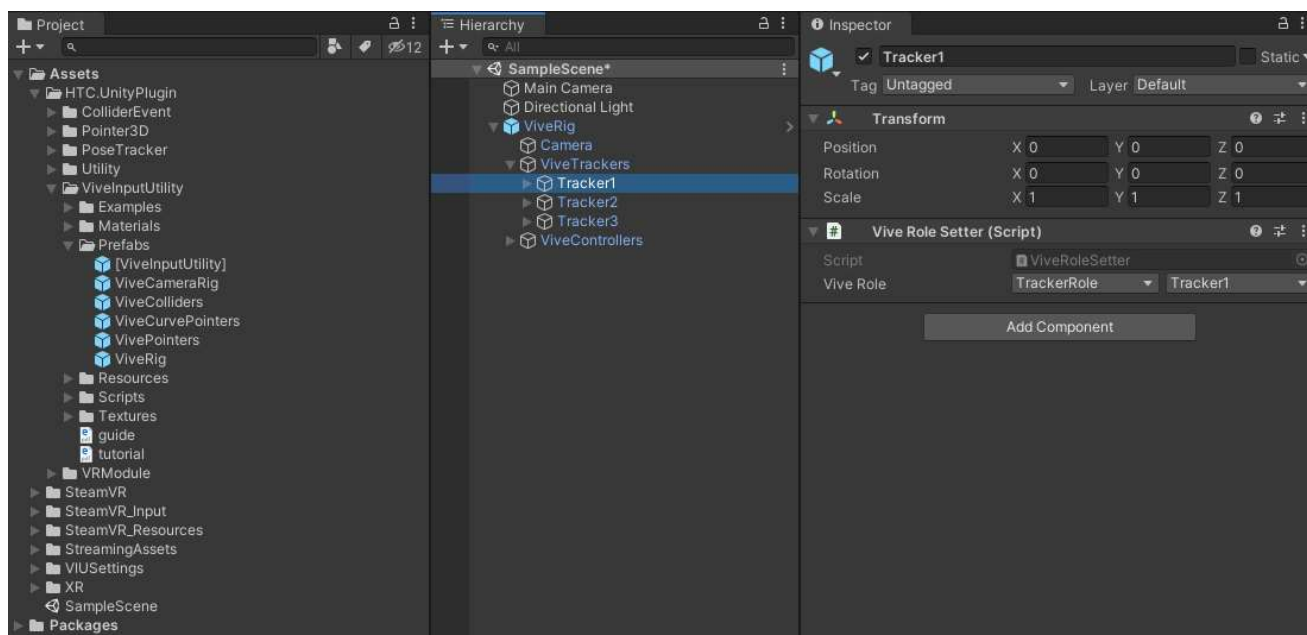 Project
12
Assets
HTC.UnityPlugin
ColliderEvent
Pointer3D
PoseTracker
Utility
ViveInputUtility
Examples
Materials
Prefabs
[ViveInputUtility]
ViveCameraRig
ViveColliders
ViveCurvePointers
VivePointers
ViveRig
Resources
Scripts
Textures
guide
tutorial
VRModule
SteamVR
SteamVR_Input
SteamVR_Resources
StreamingAssets
VIUSettings
XR
SampleScene
Packages
Hierarchy
All
SampleScene*
Main Camera
Directional Light
ViveRig
Camera
ViveTrackers
Tracker1
Tracker2
Tracker3
ViveControllers
Inspector
Tracker1 Static
Tag Untagged Layer Default
Transform
Position X 0 Y 0 Z 0
Rotation X 0 Y 0 Z 0
Scale X 1 Y 1 Z 1
# Vive Role Setter (Script)
Script ViveRoleSetter
Vive Role TrackerRole Tracker1
Add Component